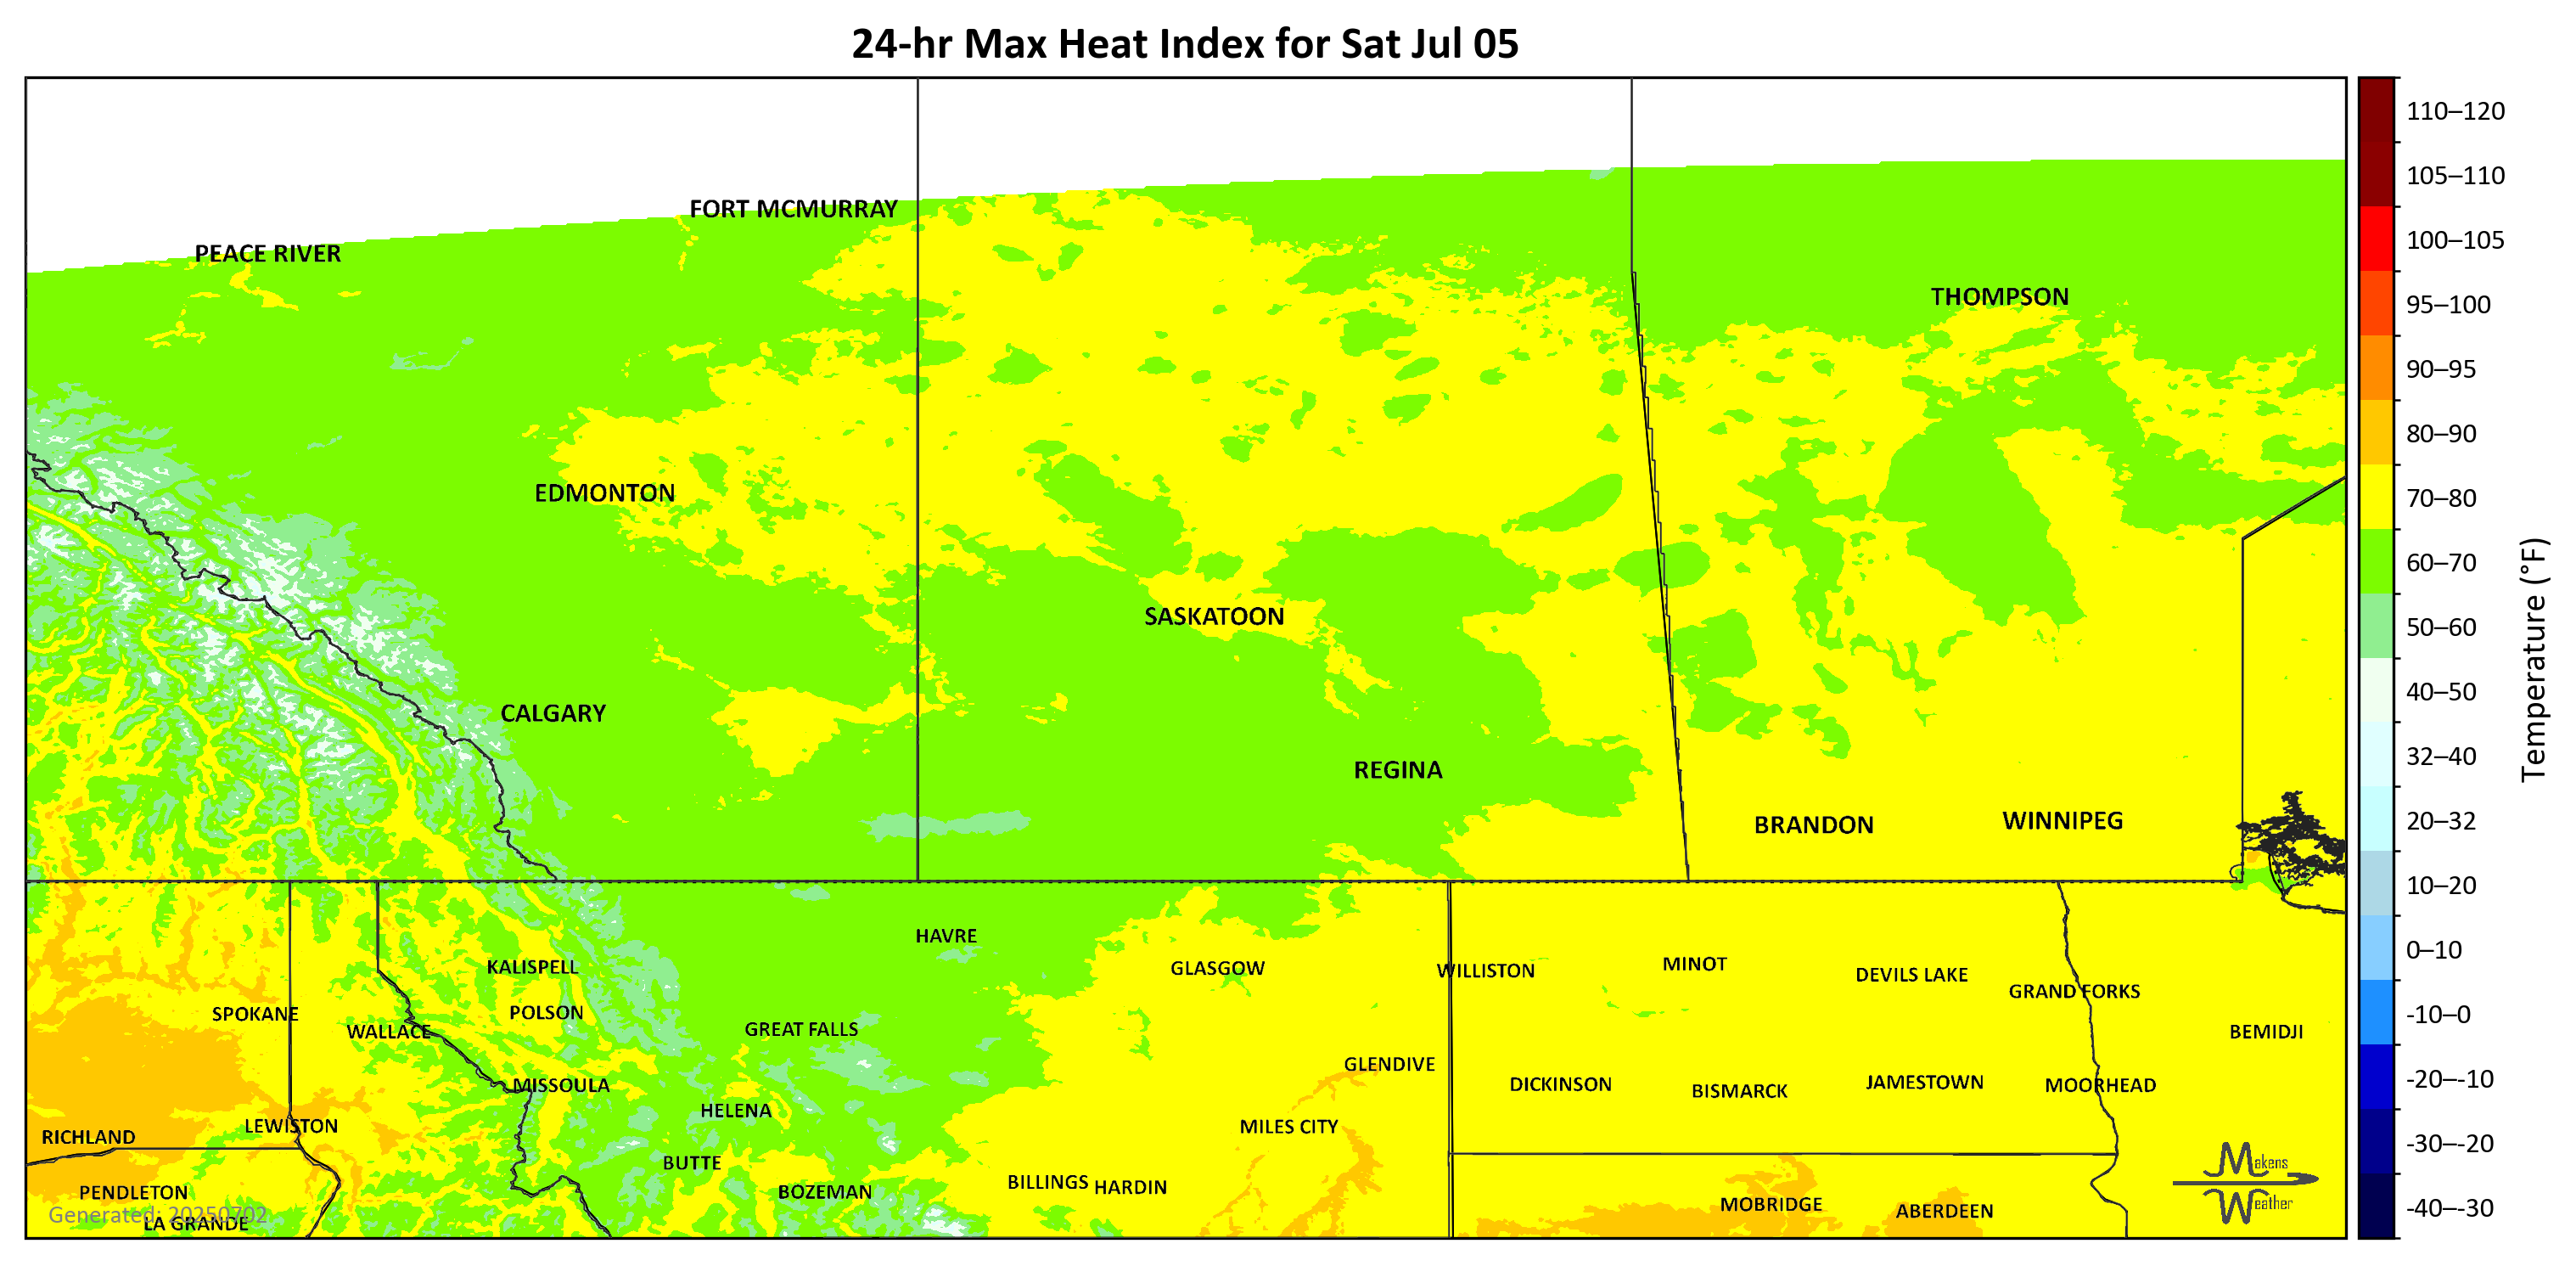 24-hr Max Heat Index for Sat Jul 05
FORT MCMURRAY
PEACE RIVER
THOMPSON
EDMONTON
SASKATOON
CALGARY
REGINA
BRANDON
WINNIPEG
HAVRE
KALISPELL
GLASGOW
WILLISTON
MINOT
DEVILS LAKE
GRAND FORKS
SPOKANE
POLSON
WALLACE
GREAT FALLS
BEMIDJI
GLENDIVE
MISSOULA
DICKINSON
BISMARCK
JAMESTOWN
MOORHEAD
HELENA
LEWISTON
MILES CITY
RICHLAND
BUTTE
PENDLETON
BOZEMAN
BILLINGS
HARDIN
MOBRIDGE
ABERDEEN
Generated: 20250702
LA GRANDE
Makens
Weather
110–120
105–110
100–105
95–100
90–95
80–90
70–80
60–70
50–60
40–50
32–40
20–32
10–20
0–10
-10–0
-20–-10
-30–-20
-40–-30
Temperature (°F)